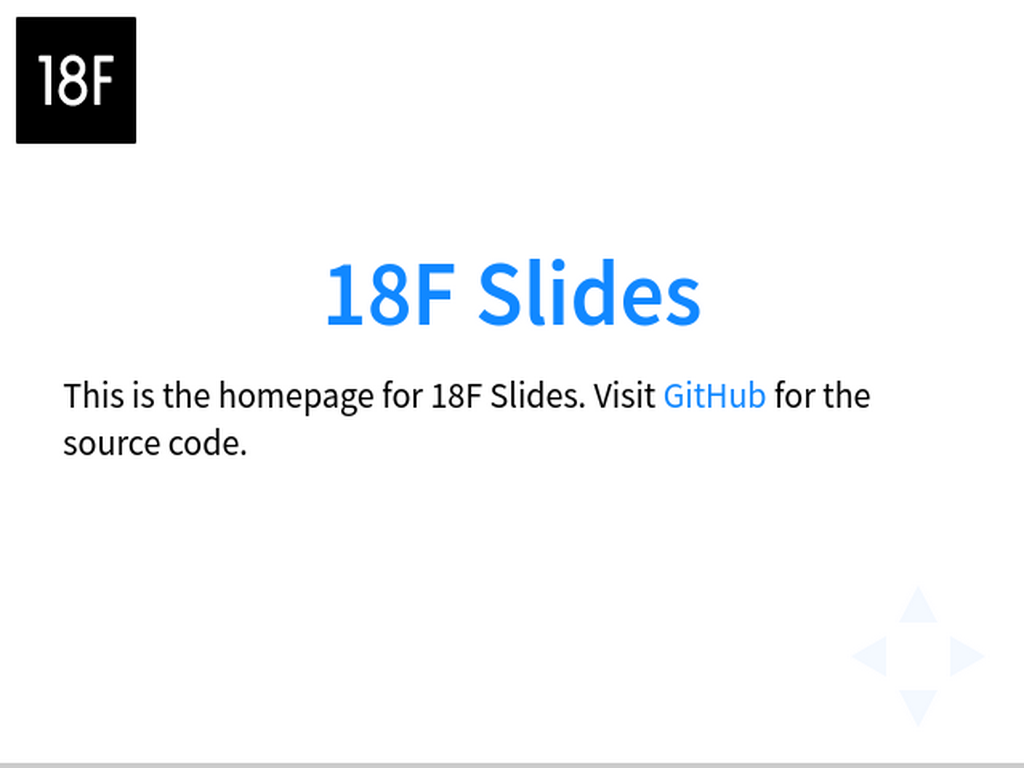 18F
18F Slides
This is the homepage for 18F Slides. Visit GitHub for the
source code.